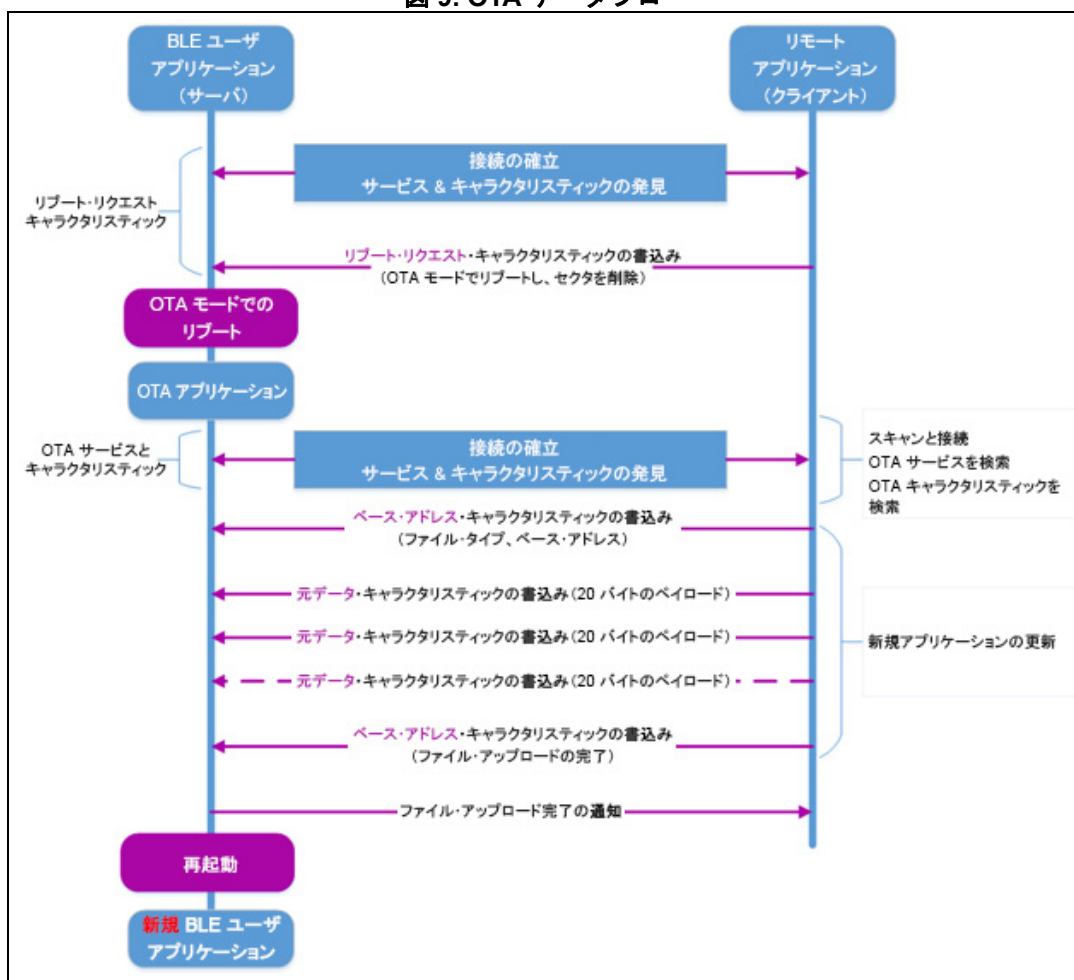 BLE ユーザ
アプリケーション
(サーバ)
リモート
アプリケーション
(クライアント)
接続の確立
サービス & キャラクタリスティックの発見
リブート・リクエスト
キャラクタリスティック
リブート・リクエスト・キャラクタリスティックの書込み
(OTA モードでリブートし、セクタを削除)
OTA モードでの
リブート
OTA アプリケーション
OTA サービスと
キャラクタリスティック
接続の確立
サービス & キャラクタリスティックの発見
スキャンと接続
OTA サービスを検索
OTA キャラクタリスティックを
検索
ベース・アドレス・キャラクタリスティックの書込み
(ファイル・タイプ、ベース・アドレス)
元データ・キャラクタリスティックの書込み(20 バイトのペイロード)
元データ・キャラクタリスティックの書込み(20 バイトのペイロード)
新規アプリケーションの更新
元データ・キャラクタリスティックの書込み(20 バイトのペイロード)
ベース・アドレス・キャラクタリスティックの書込み
(ファイル・アップロードの完了)
ファイル・アップロード完了の通知
再起動
新規 BLE ユーザ
アプリケーション